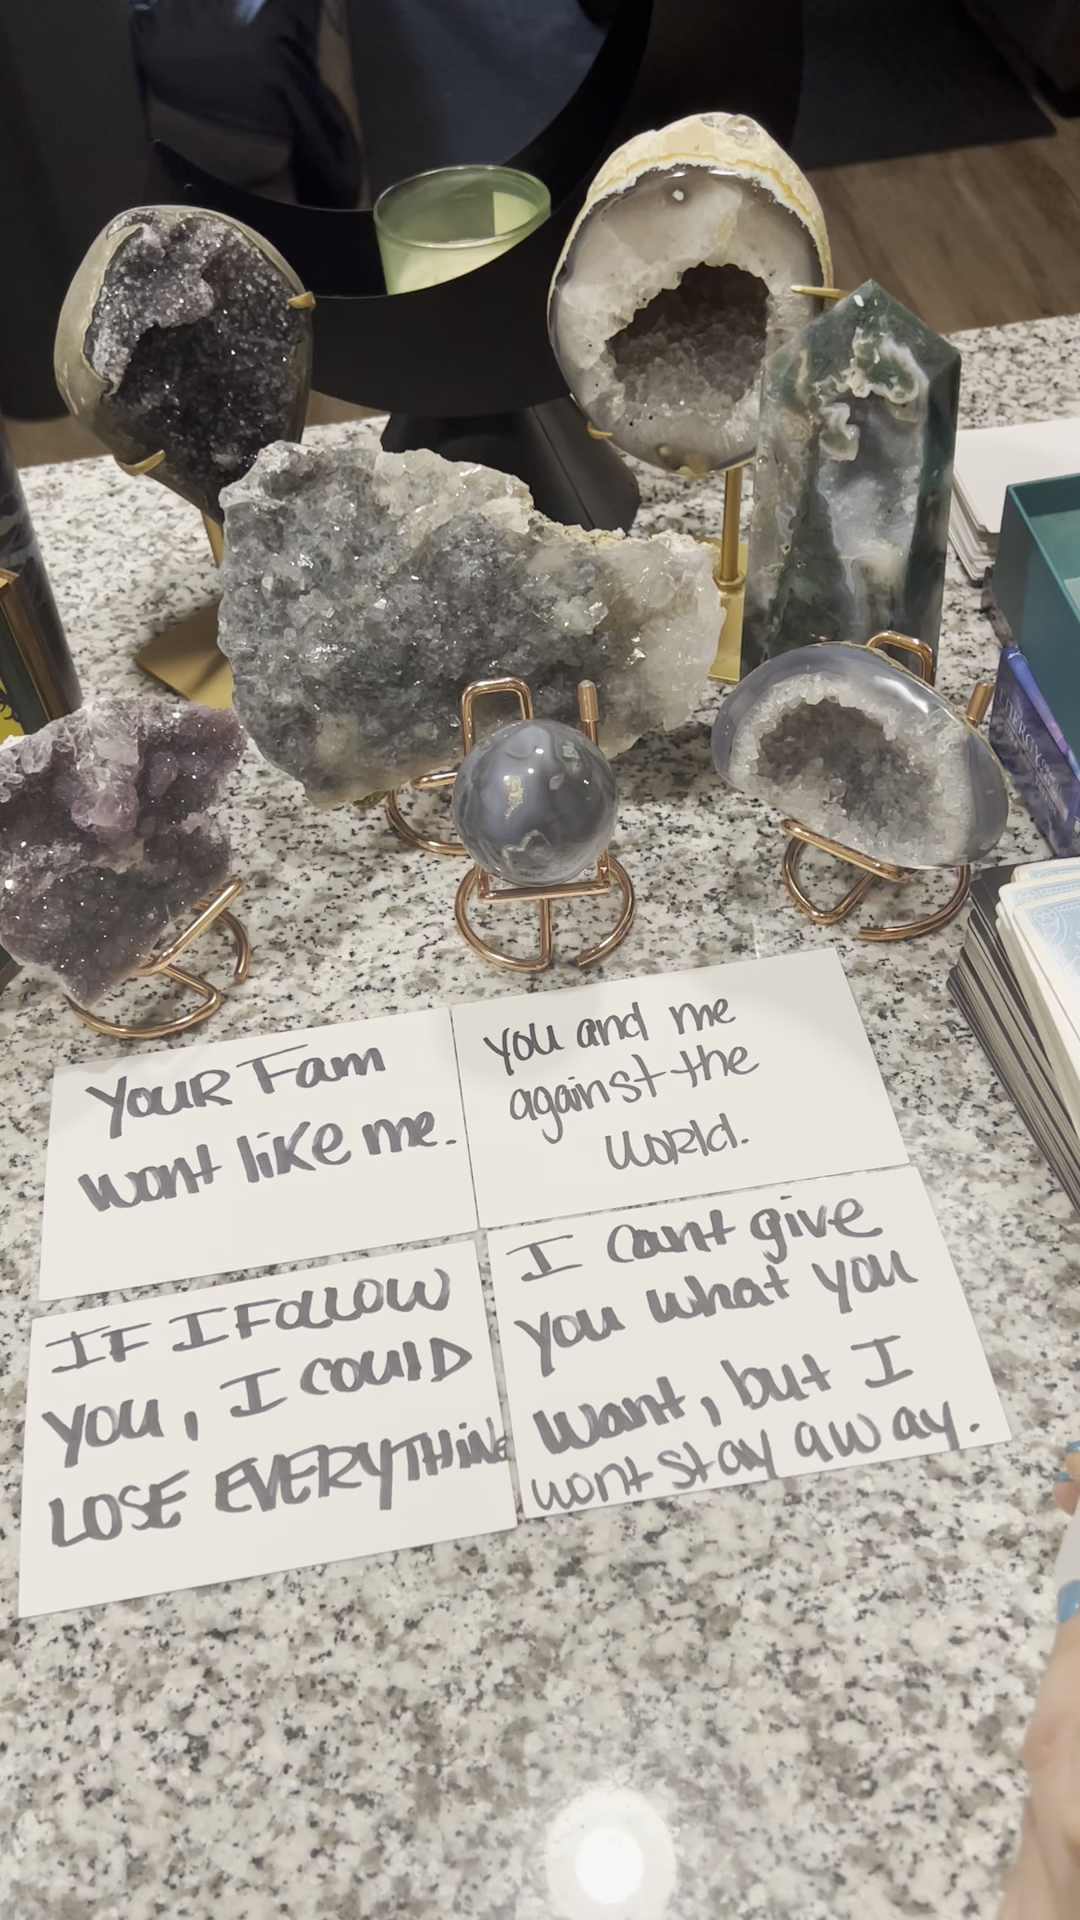 YOUR Fam
wont like me.
You and me
against the
WORLD.
IF I FOLLOW
YOU, I COULD
LOSE EVERYTHING
I cant give
you what you
want, but I
wont stay away.